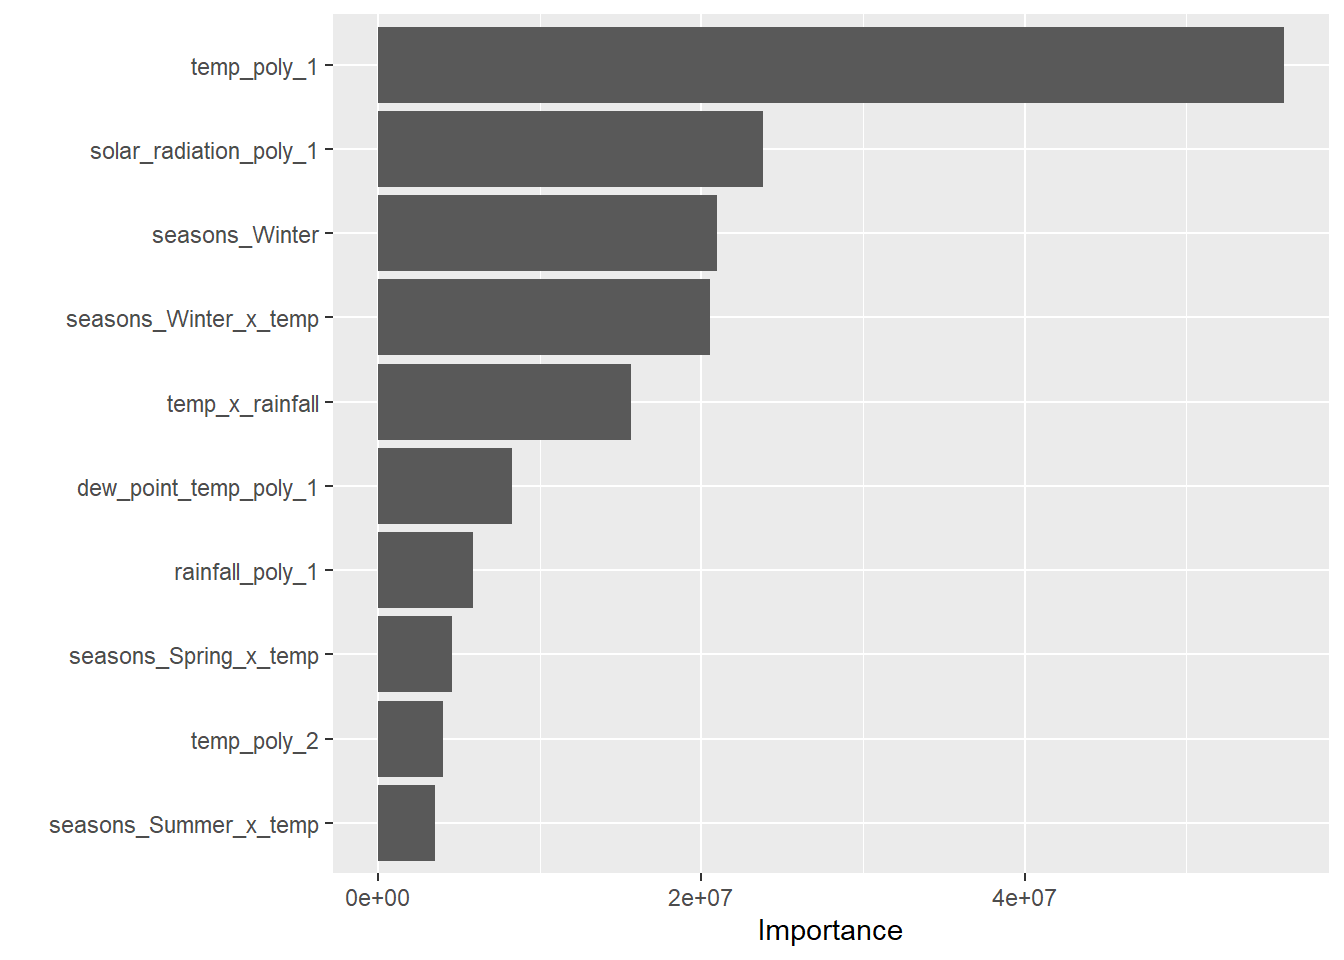 temp_poly_1
solar_radiation_poly_1
seasons_Winter
seasons_Winter_x_temp
temp_x_rainfall
dew_point_temp_poly_1
rainfall_poly_1
seasons_Spring_x_temp
temp_poly_2
seasons_Summer_x_temp
0e+00 2e+07 4e+07
Importance